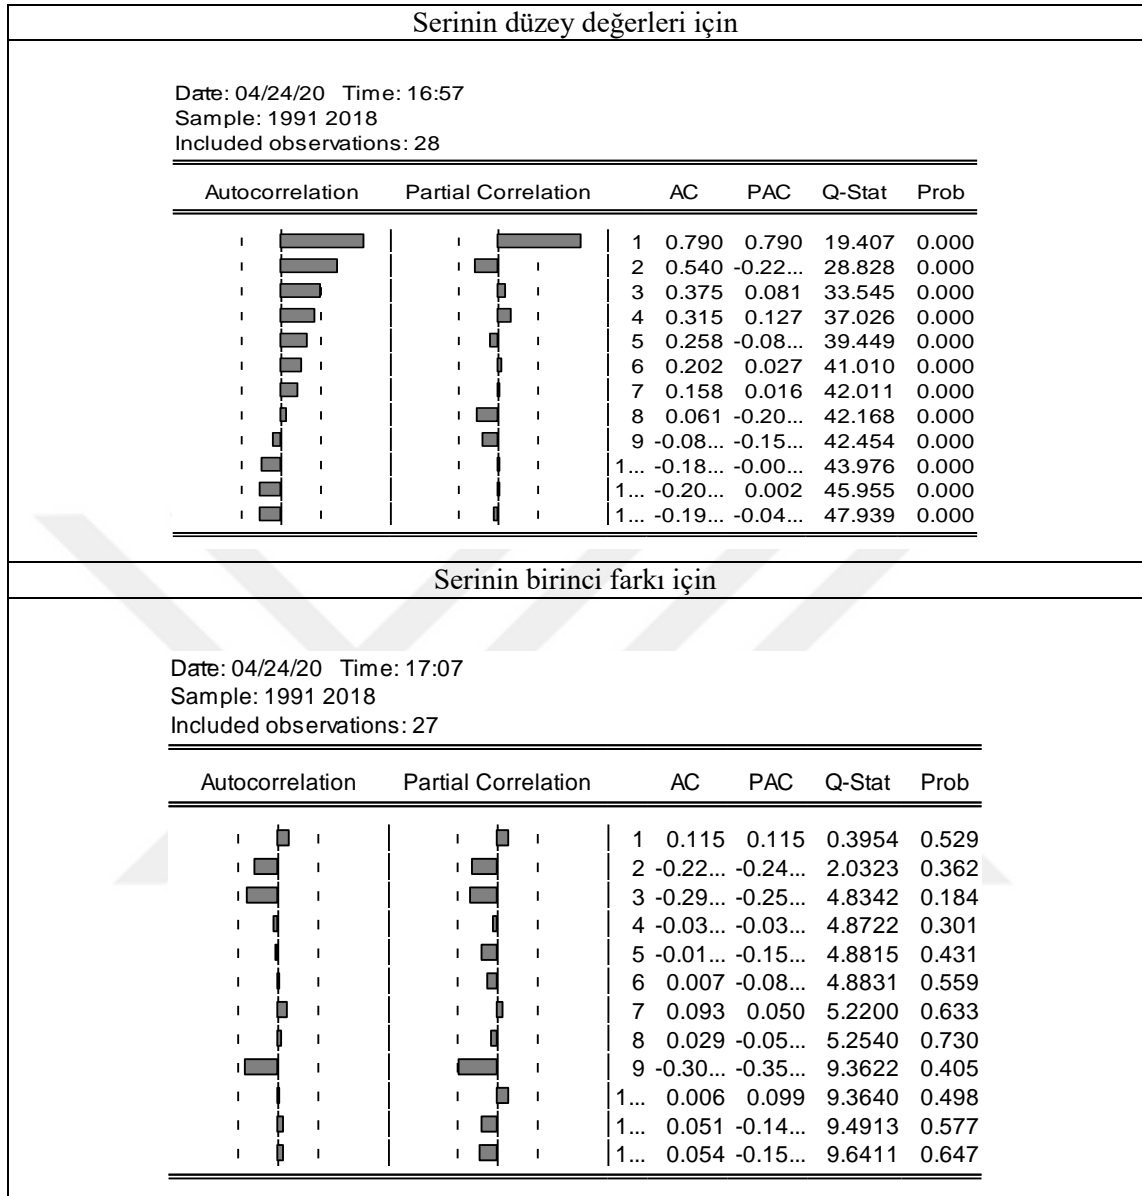 Serinin düzey değerleri için
Date: 04/24/20 Time: 16:57
Sample: 1991 2018
Included observations: 28
Autocorrelation Partial Correlation AC PAC Q-Stat Prob
1 0.790 0.790 19.407 0.000
2 0.540 -0.22... 28.828 0.000
3 0.375 0.081 33.545 0.000
4 0.315 0.127 37.026 0.000
5 0.258 -0.08... 39.449 0.000
6 0.202 0.027 41.010 0.000
7 0.158 0.016 42.011 0.000
8 0.061 -0.20... 42.168 0.000
9 -0.08... -0.15... 42.454 0.000
1... -0.18... -0.00... 43.976 0.000
1... -0.20... 0.002 45.955 0.000
1... -0.19... -0.04... 47.939 0.000
Serinin birinci farkı için
Date: 04/24/20 Time: 17:07
Sample: 1991 2018
Included observations: 27
Autocorrelation Partial Correlation AC PAC Q-Stat Prob
1 0.115 0.115 0.3954 0.529
2 -0.22... -0.24... 2.0323 0.362
3 -0.29... -0.25... 4.8342 0.184
4 -0.03... -0.03... 4.8722 0.301
5 -0.01... -0.15... 4.8815 0.431
6 0.007 -0.08... 4.8831 0.559
7 0.093 0.050 5.2200 0.633
8 0.029 -0.05... 5.2540 0.730
9 -0.30... -0.35... 9.3622 0.405
1... 0.006 0.099 9.3640 0.498
1... 0.051 -0.14... 9.4913 0.577
1... 0.054 -0.15... 9.6411 0.647